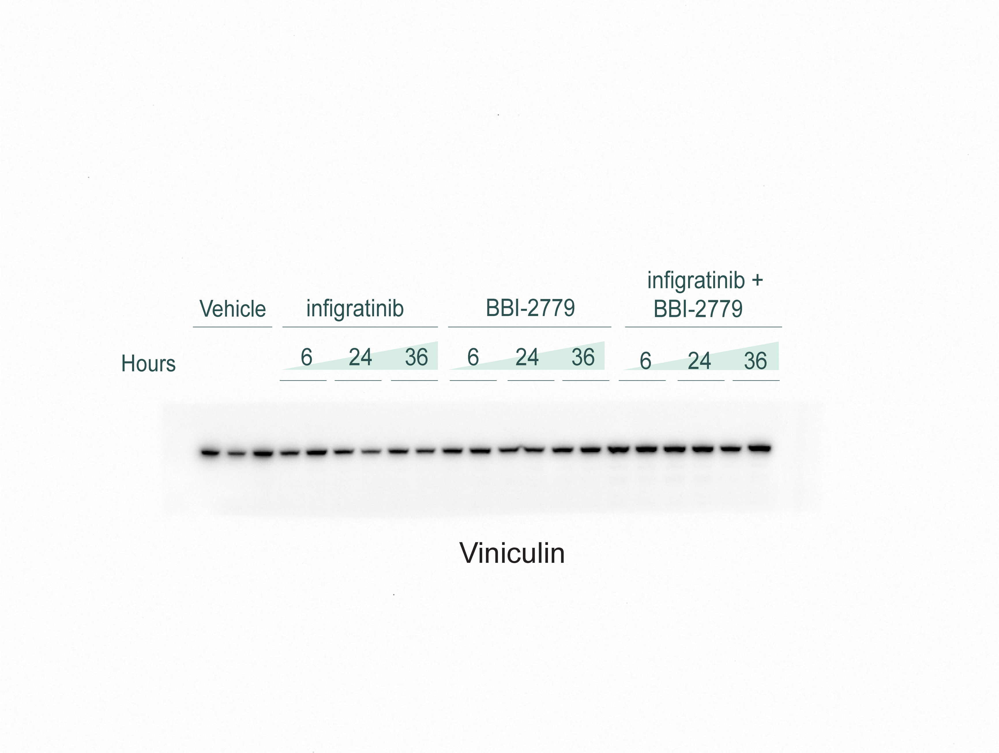 infigratinib +
Vehicle infigratinib BBI-2779 BBI-2779
Hours 6 24 36 6 24 36 6 24 36
Viniculin